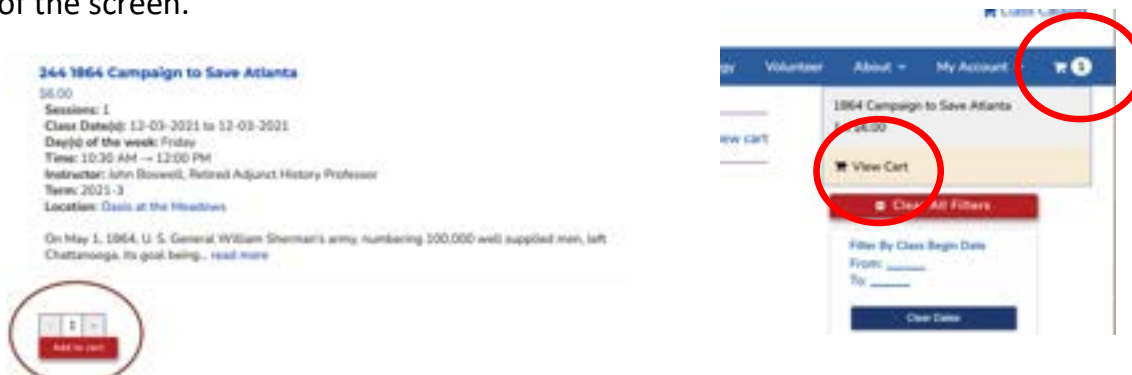 of the screen.
244 1864 Campaign to Save Atlanta
$6.00
Sessions: 1
Class Date(s): 12-03-2021 to 12-03-2021
Day(s) of the week: Friday
Time: 10:30 AM → 12:00 PM
Instructor: John Boswell, Retired Adjunct History Professor
Term: 2021-3
Location: Oasis at the Meadows
On May 1, 1864, U. S. General William Sherman's army, numbering 100,000 well supplied men, left
Chattanooga, its goal being... read more
- 1 +
Add to cart
Class
Volunteer About My Account 1
1864 Campaign to Save Atlanta
$6.00
view cart
View Cart
Clear All Filters
Filter By Class Begin Date
From:
To:
Clear Dates